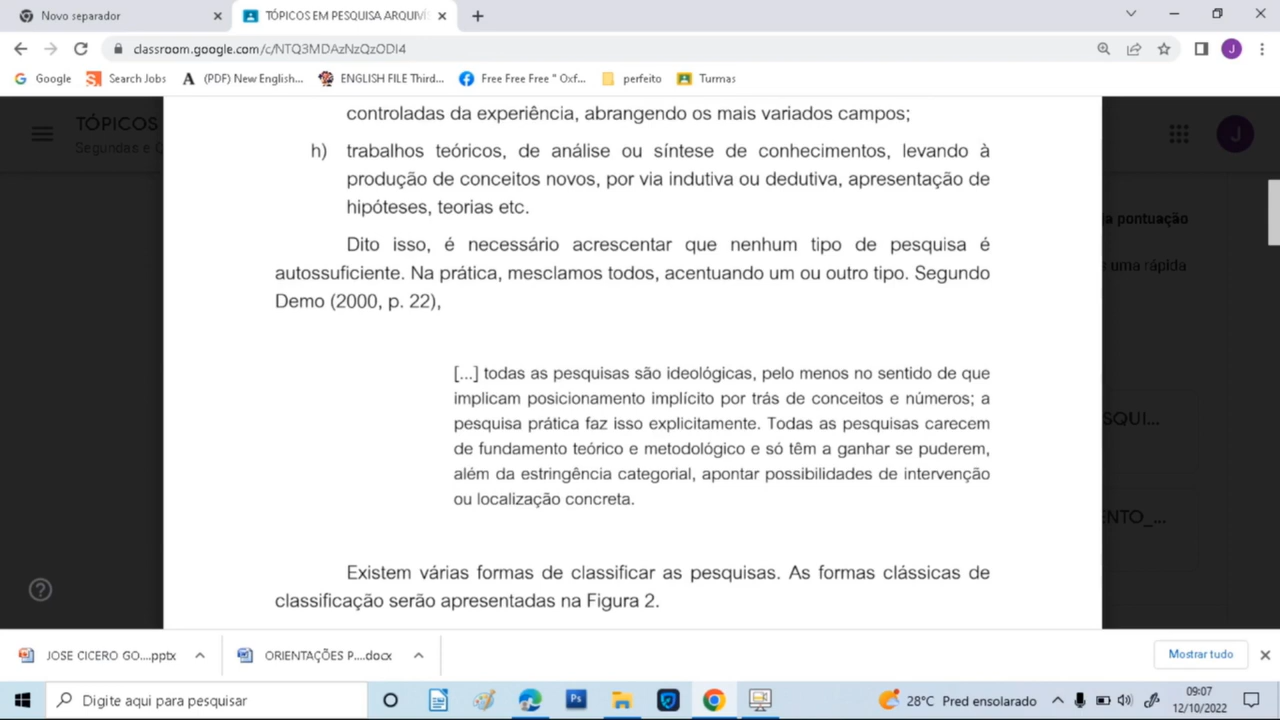 Novo separador
TÓPICOS EM PESQUISA ARQUIVÍS
classroom.google.com/c/NTQ3MDAzNzQzODI4
Google
Search Jobs
(PDF) New English...
ENGLISH FILE Third...
Free Free Free " Oxf...
perfeito
Turmas
J
TÓPICOS
Segundas e
J
controladas da experiência, abrangendo os mais variados campos;
h) trabalhos teóricos, de análise ou síntese de conhecimentos, levando à
produção de conceitos novos, por via indutiva ou dedutiva, apresentação de
hipóteses, teorias etc.
a pontuação
Dito isso, é necessário acrescentar que nenhum tipo de pesquisa é
uma rápida
autossuficiente. Na prática, mesclamos todos, acentuando um ou outro tipo. Segundo
Demo (2000, p. 22),
[...] todas as pesquisas são ideológicas, pelo menos no sentido de que
implicam posicionamento implícito por trás de conceitos e números; a
pesquisa prática faz isso explicitamente. Todas as pesquisas carecem
SQUI...
de fundamento teórico e metodológico e só têm a ganhar se puderem,
além da estringência categorial, apontar possibilidades de intervenção
ou localização concreta.
NTO_...
Existem várias formas de classificar as pesquisas. As formas clássicas de
classificação serão apresentadas na Figura 2.
JOSE CICERO GO....pptx
ORIENTAÇÕES P....docx
Mostrar tudo
Digite aqui para pesquisar
Ps
28°C Pred ensolarado
09:07
12/10/2022